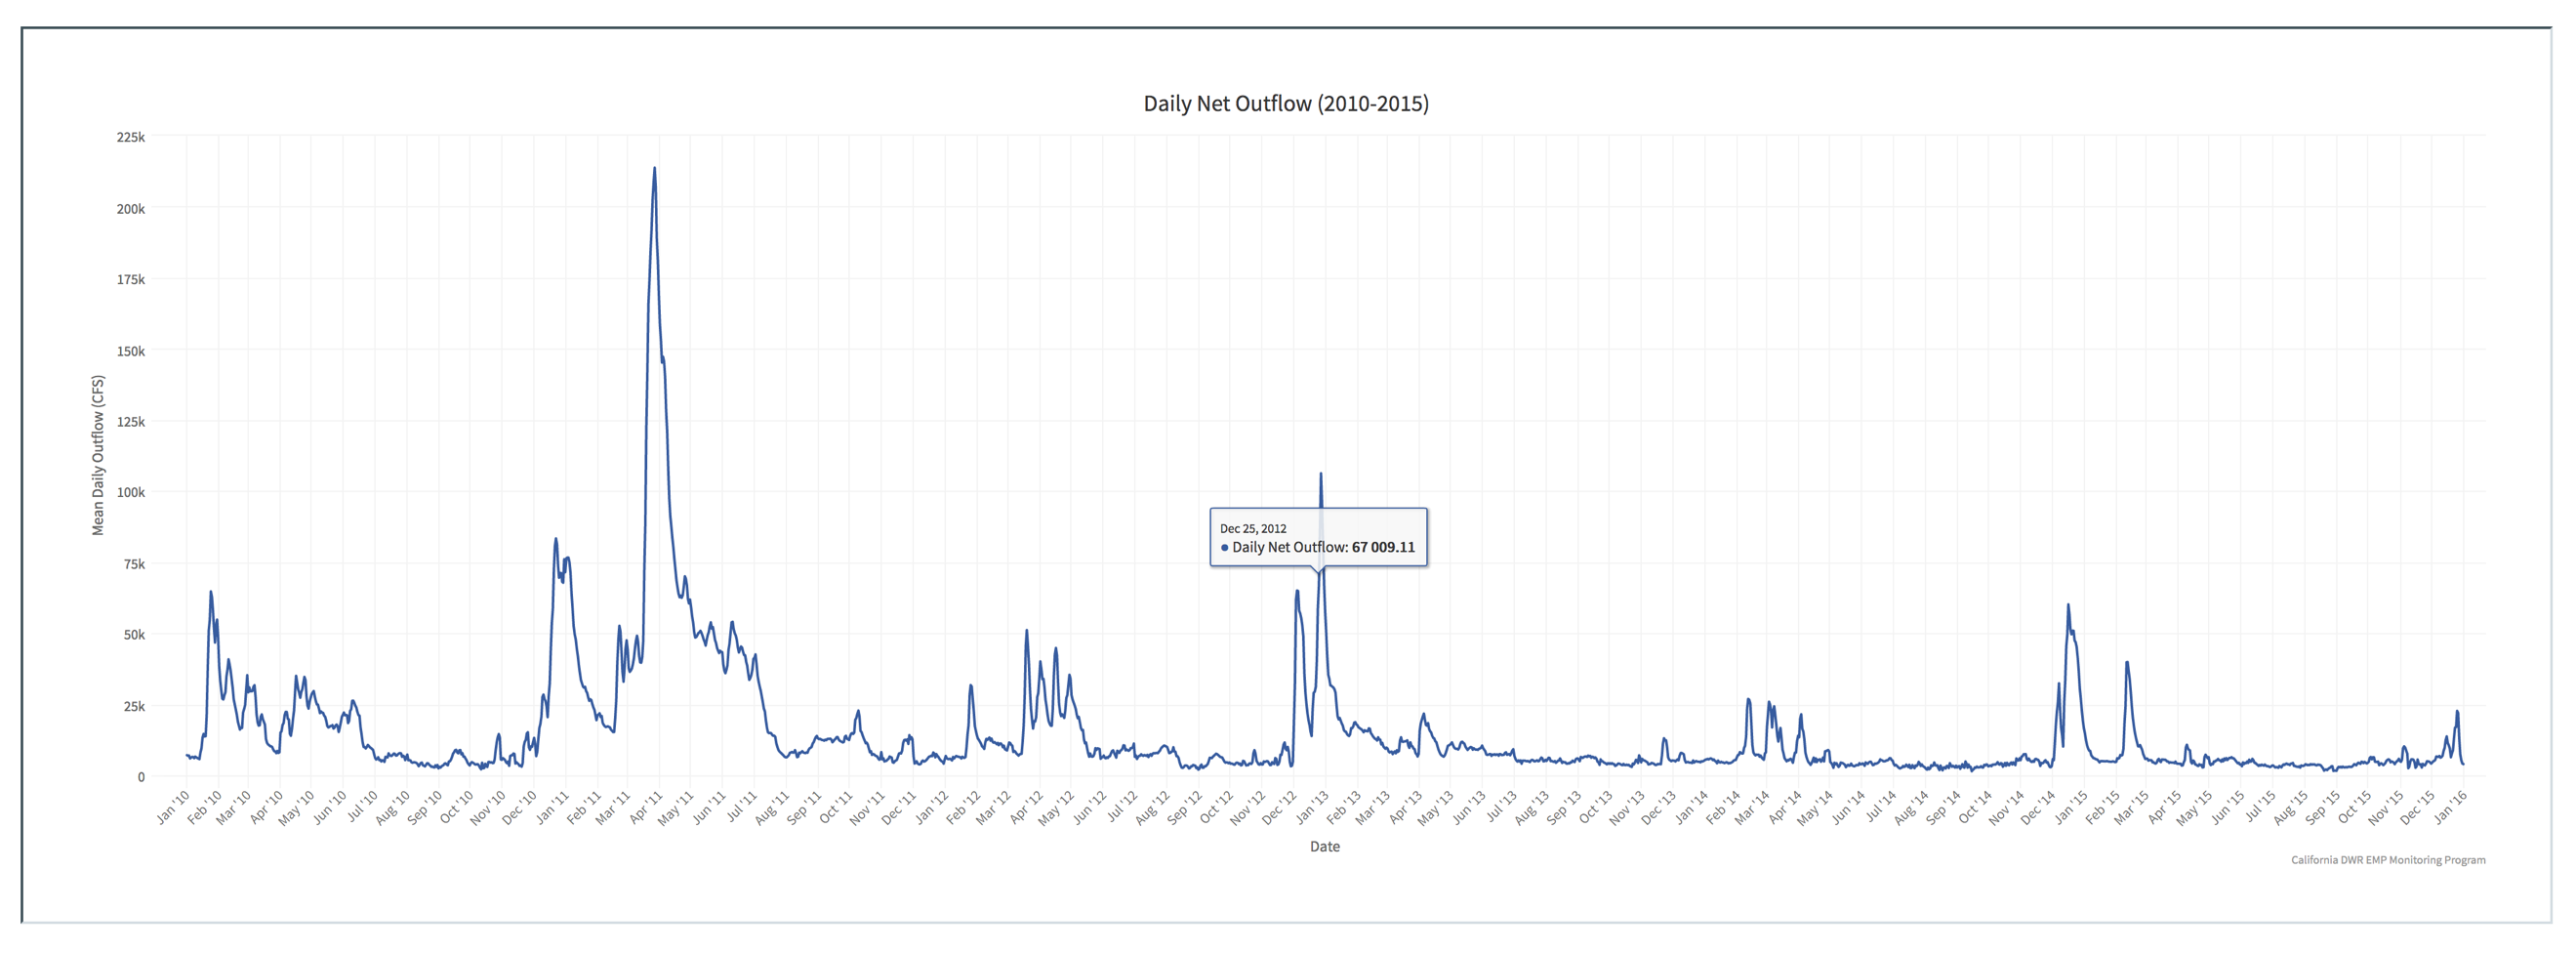 Daily Net Outflow (2010-2015)
225k
200k
175k
150k
125k
100k
75k
50k
25k
0
Mean Daily Outflow (CFS)
Dec 25, 2012
Daily Net Outflow: 67 009.11
Jan '10
Feb '10
Mar '10
Apr '10
May '10
Jun '10
Jul '10
Aug '10
Sep '10
Oct '10
Nov '10
Dec '10
Jan '11
Feb '11
Mar '11
Apr '11
May '11
Jun '11
Jul '11
Aug '11
Sep '11
Oct '11
Nov '11
Dec '11
Jan '12
Feb '12
Mar '12
Apr '12
May '12
Jun '12
Jul '12
Aug '12
Sep '12
Oct '12
Nov '12
Dec '12
Jan '13
Feb '13
Mar '13
Apr '13
May '13
Jun '13
Jul '13
Aug '13
Sep '13
Oct '13
Nov '13
Dec '13
Jan '14
Feb '14
Mar '14
Apr '14
May '14
Jun '14
Jul '14
Aug '14
Sep '14
Oct '14
Nov '14
Dec '14
Jan '15
Feb '15
Mar '15
Apr '15
May '15
Jun '15
Jul '15
Aug '15
Sep '15
Oct '15
Nov '15
Dec '15
Jan '16
Date
California DWR EMP Monitoring Program